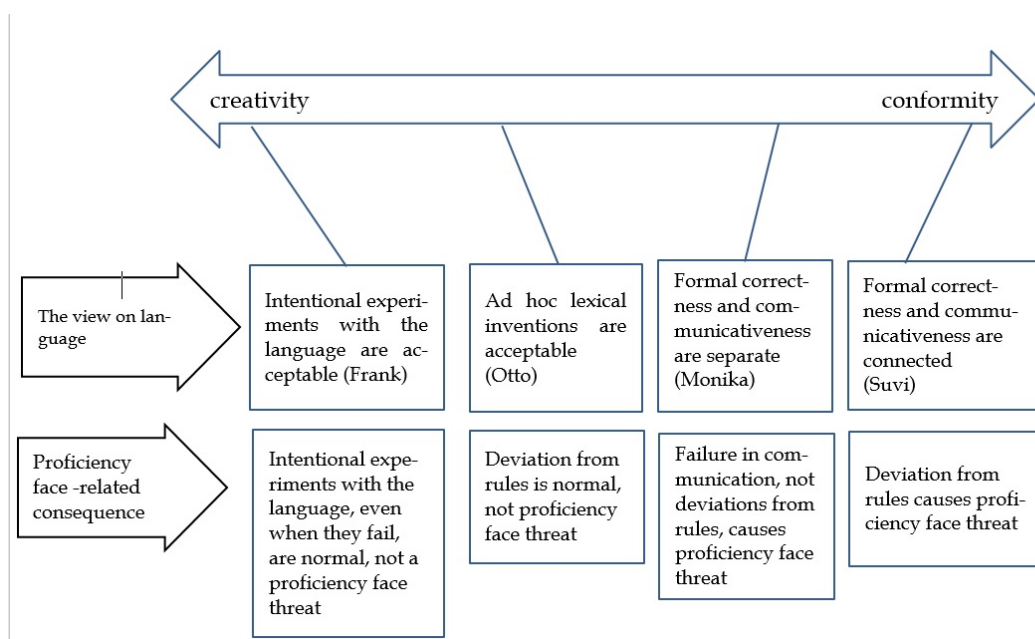 creativity
conformity
The view on lan-
guage
Intentional experi-
ments with the
language are ac-
ceptable (Frank)
Ad hoc lexical
inventions are
acceptable
(Otto)
Formal correct-
ness and com-
municativeness
are separate
(Monika)
Formal correct-
ness and commu-
nicativeness are
connected
(Suvi)
Proficiency
face -related
consequence
Intentional expe-
riments with the
language, even
when they fail,
are normal, not a
proficiency face
threat
Deviation from
rules is normal,
not proficiency
face threat
Failure in com-
munication, not
deviations from
rules, causes
proficiency face
threat
Deviation from
rules causes profi-
ciency face threat